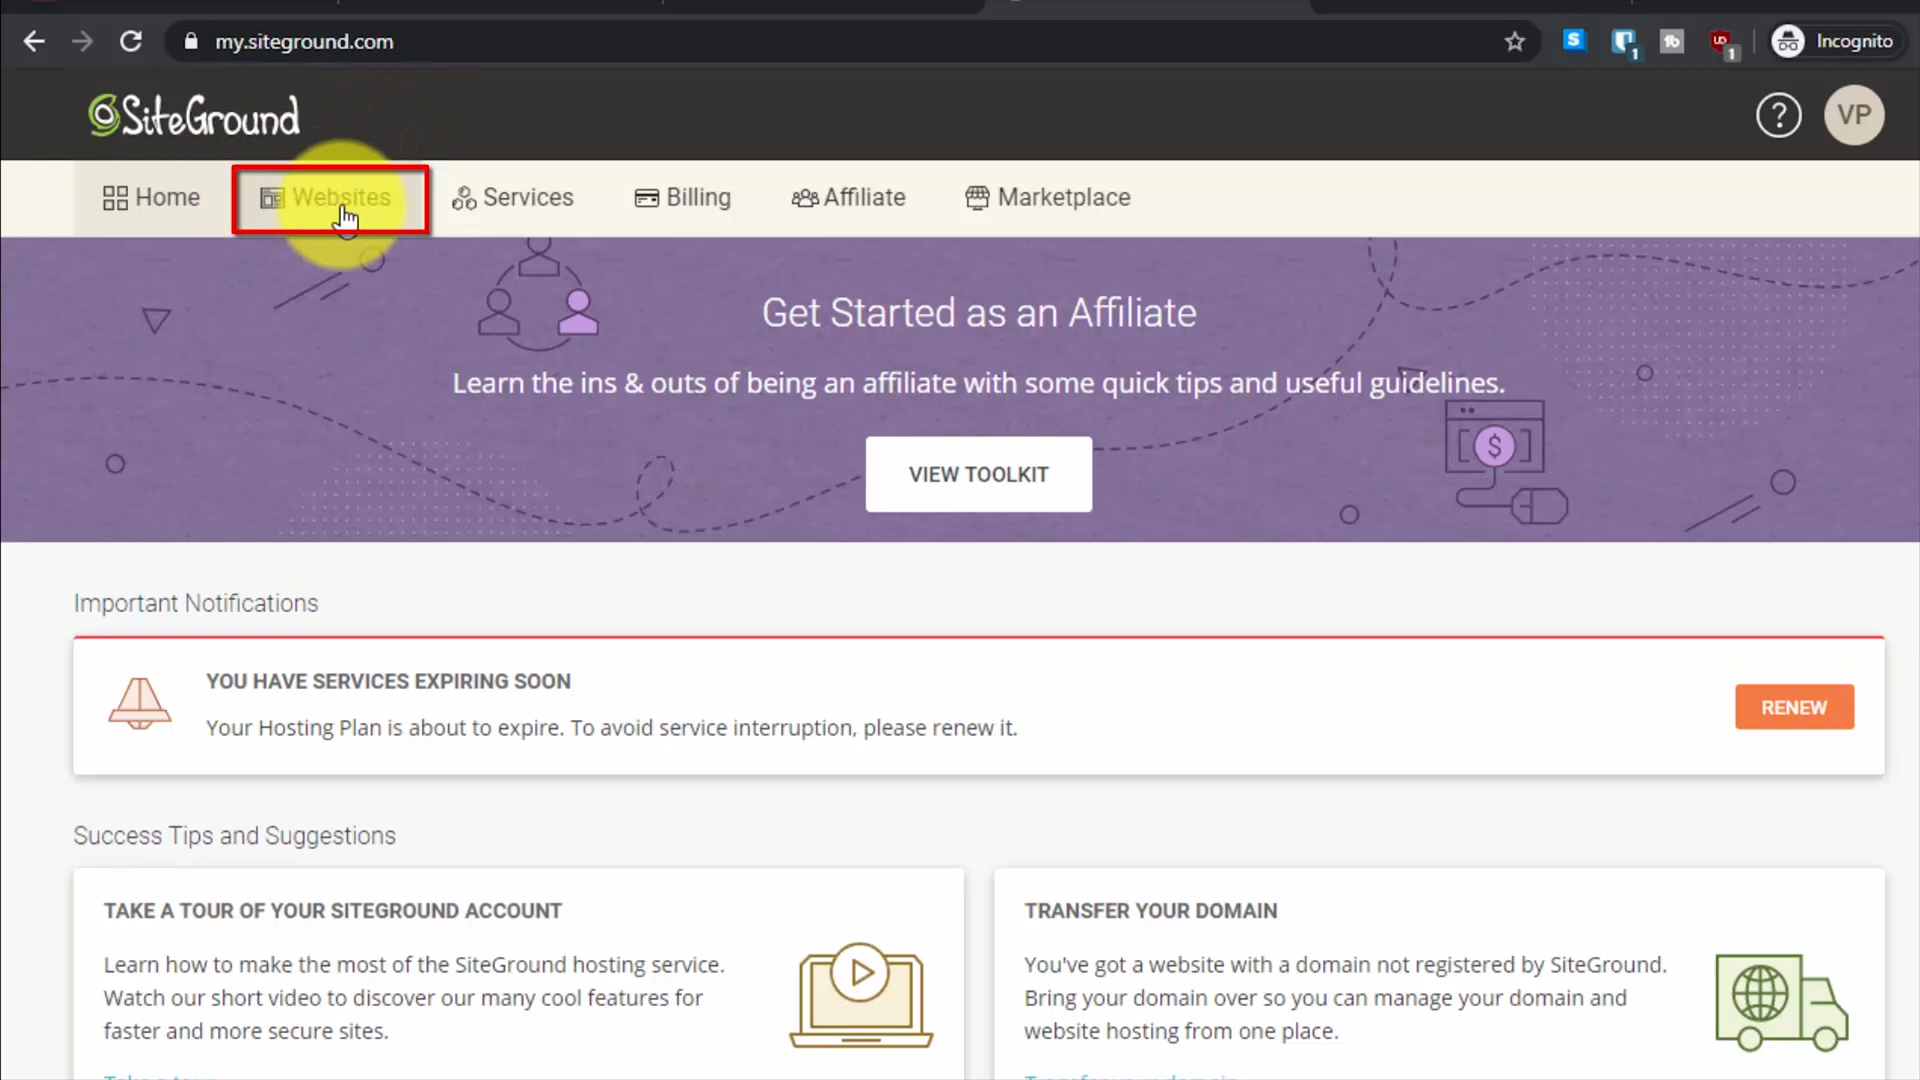 my.siteground.com
S
1
tb
UD
1
Incognito
SiteGround
?
VP
Home
Websites
Services
Billing
Affiliate
Marketplace
Get Started as an Affiliate
Learn the ins & outs of being an affiliate with some quick tips and useful guidelines.
$
VIEW TOOLKIT
Important Notifications
YOU HAVE SERVICES EXPIRING SOON
Your Hosting Plan is about to expire. To avoid service interruption, please renew it.
RENEW
Success Tips and Suggestions
TAKE A TOUR OF YOUR SITEGROUND ACCOUNT
Learn how to make the most of the SiteGround hosting service.
Watch our short video to discover our many cool features for
faster and more secure sites.
TRANSFER YOUR DOMAIN
You've got a website with a domain not registered by SiteGround.
Bring your domain over so you can manage your domain and
website hosting from one place.